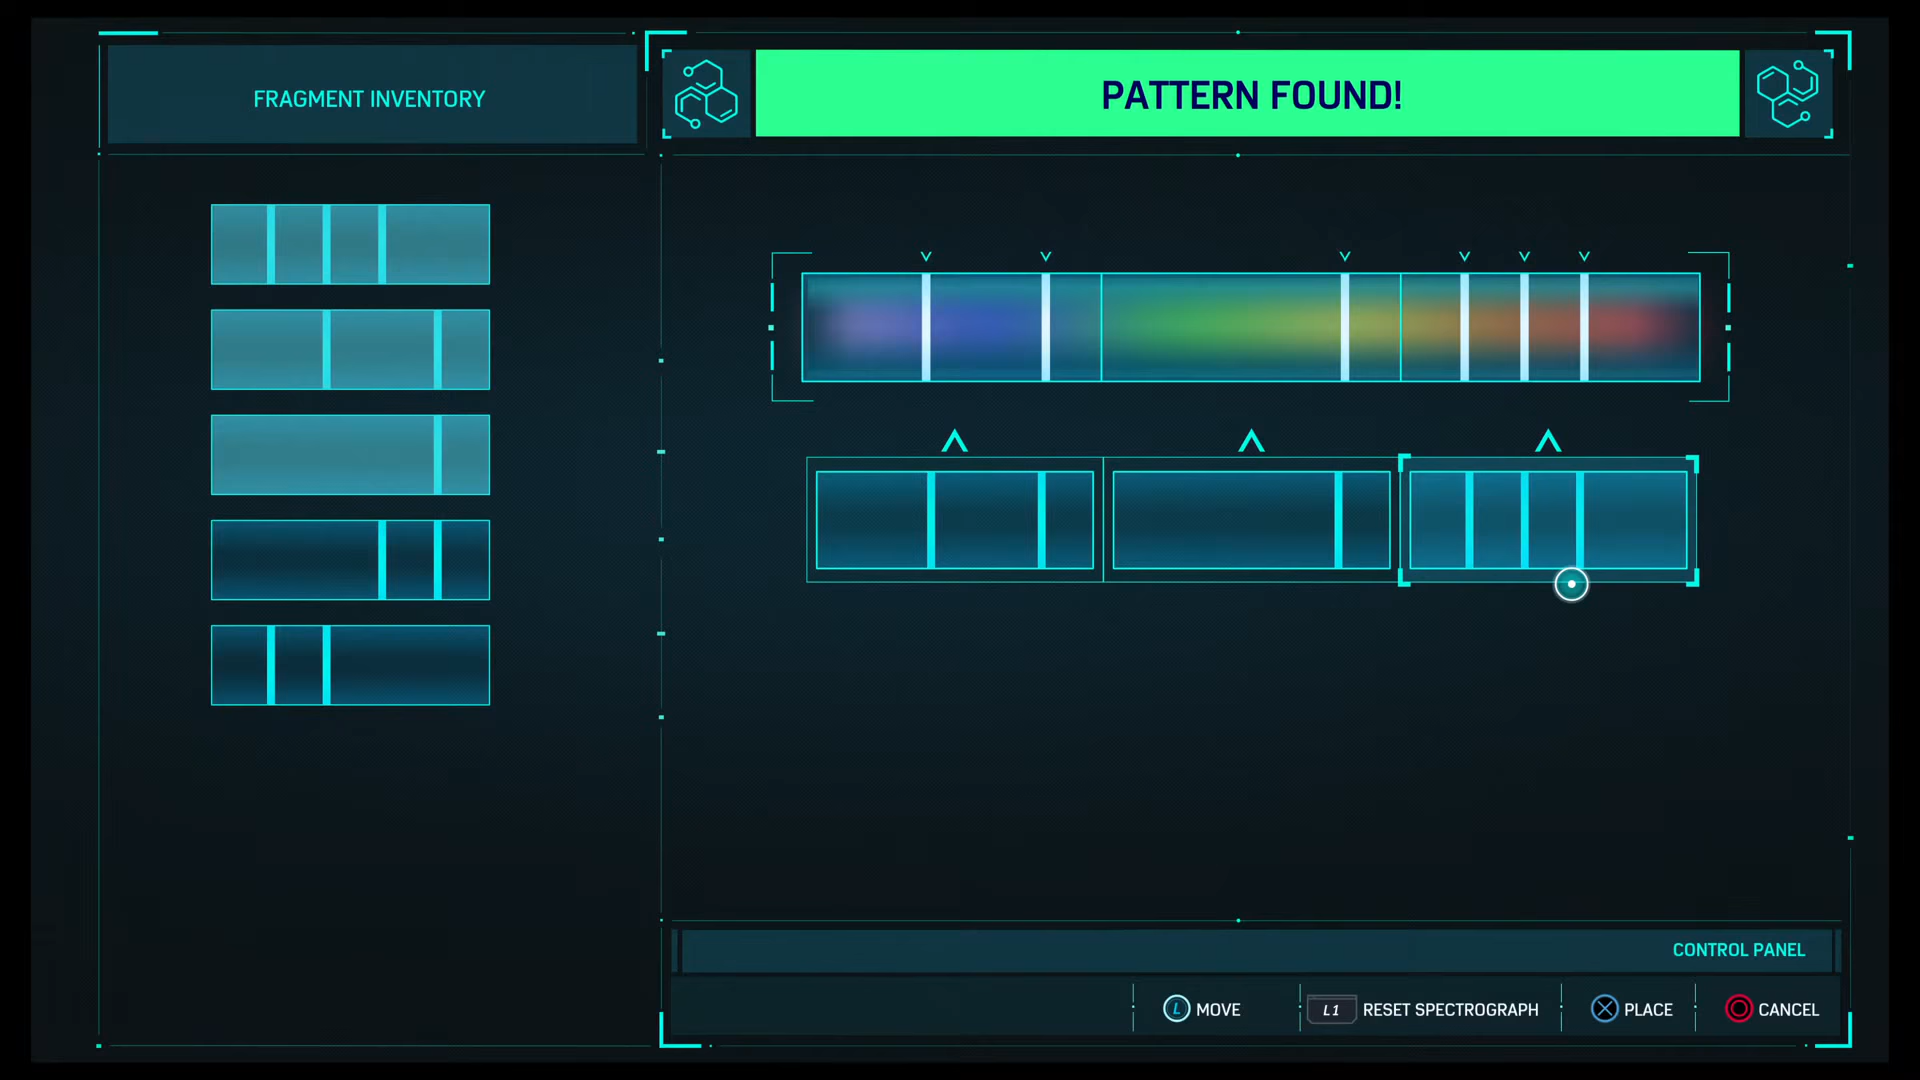 FRAGMENT INVENTORY
PATTERN FOUND!
CONTROL PANEL
L MOVE
L1 RESET SPECTROGRAPH
PLACE
CANCEL